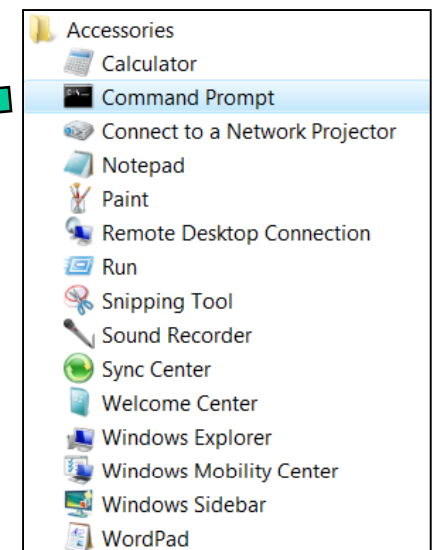 Accessories
Calculator
Command Prompt
Connect to a Network Projector
Notepad
Paint
Remote Desktop Connection
Run
Snipping Tool
Sound Recorder
Sync Center
Welcome Center
Windows Explorer
Windows Mobility Center
Windows Sidebar
WordPad